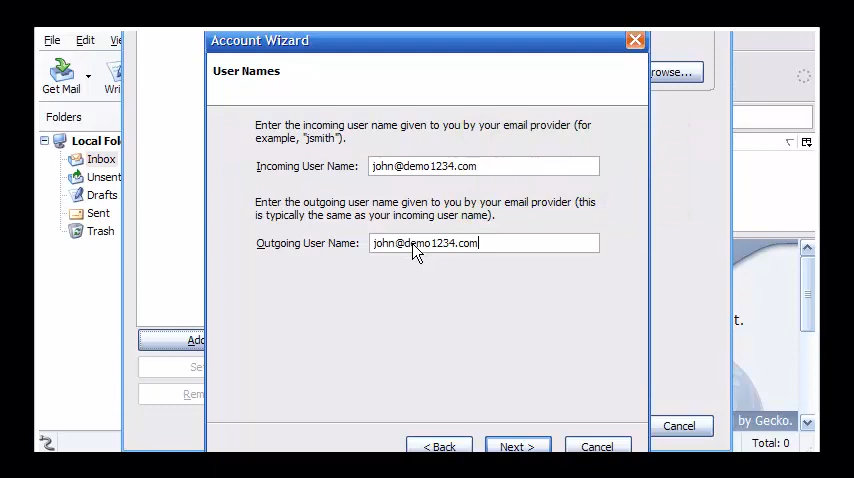 Account Wizard
File Edit
Get Mail
Folders
Local
Inbox
Unsent
Drafts
Sent
Trash
User Names
Enter the incoming user name given to you by your email provider (for
example, "jsmith").
Incoming User Name: john@demo1234.com
Enter the outgoing user name given to you by your email provider (this
is typically the same as your incoming user name).
Outgoing User Name: john@demo1234.com
< Back Next > Cancel
Cancel
by Gecko.
Total: 0